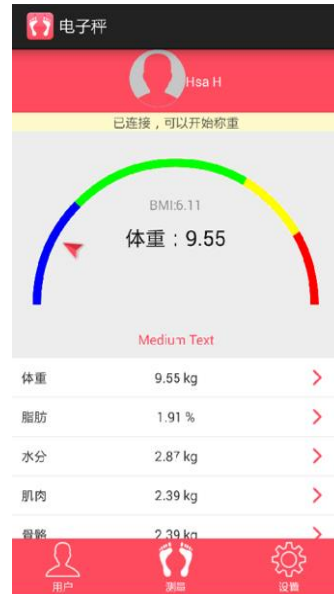 电子秤
Hsa H
已连接，可以开始称重
BMI:6.11
体重：9.55
Medium Text
体重 9.55 kg
脂肪 1.91 %
水分 2.87 kg
肌肉 2.39 kg
骨骼 2.39 kg
用户 测量 设置